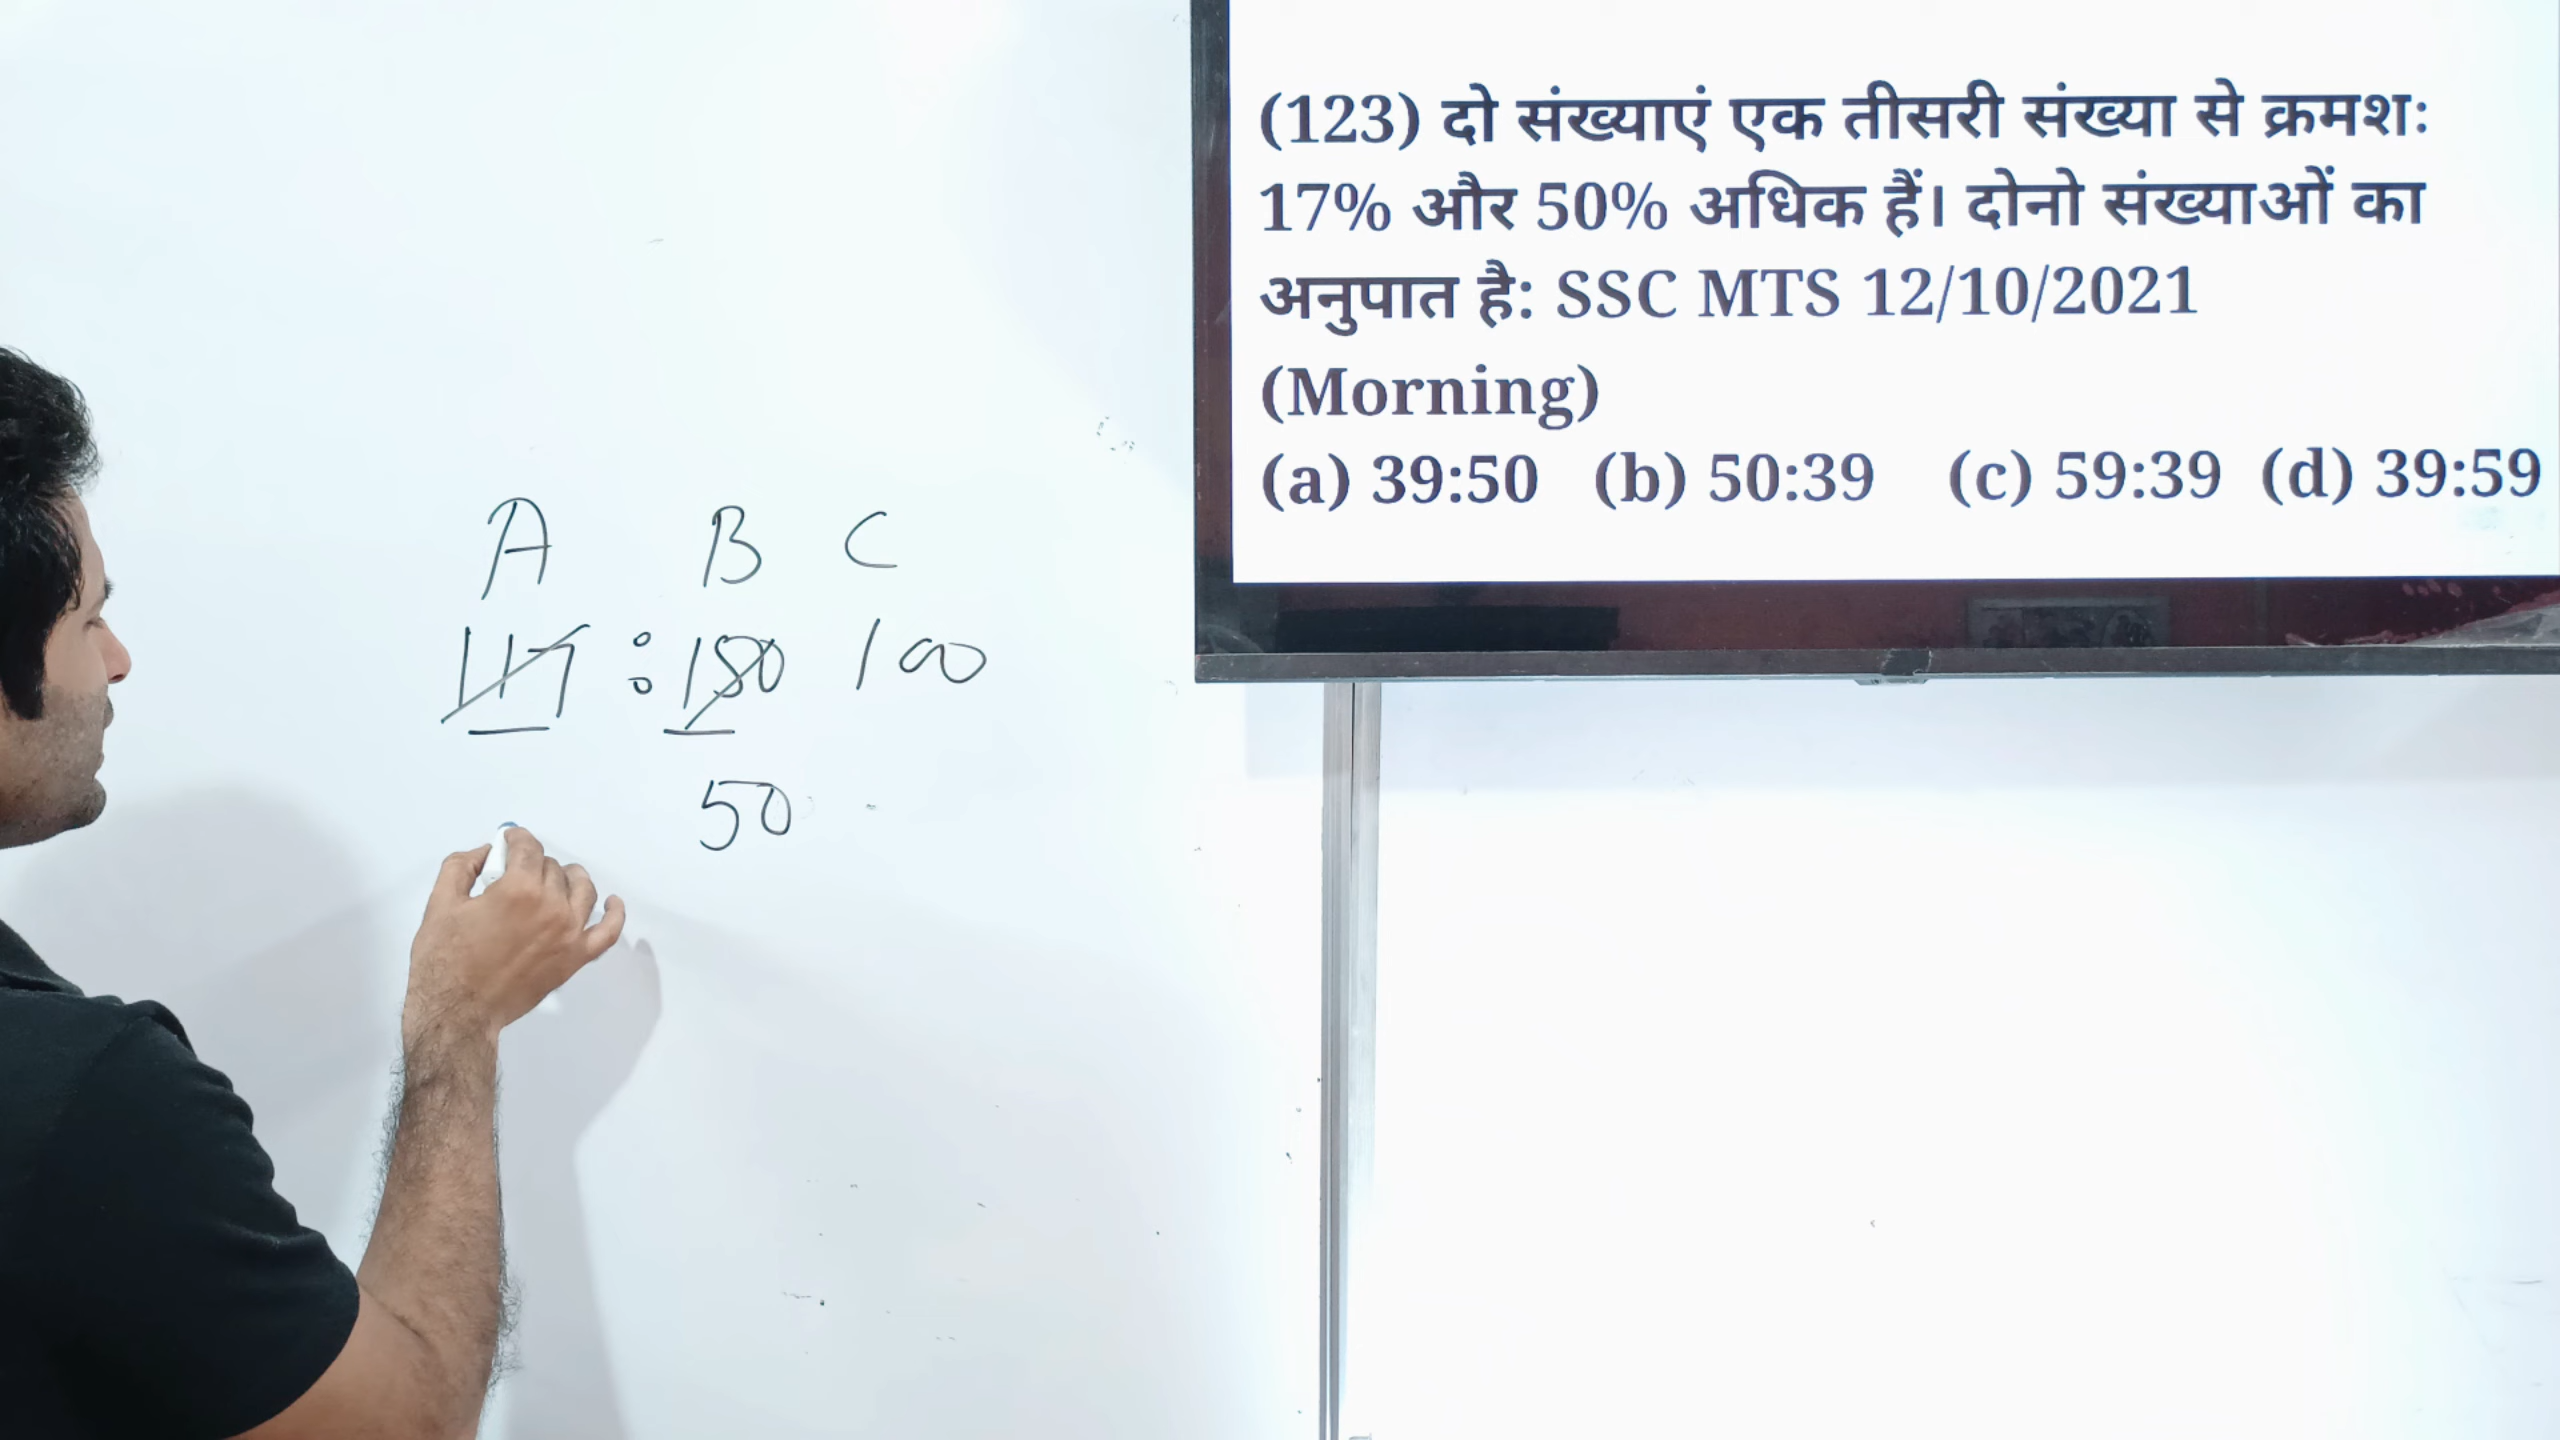 (123) दो संख्याएं एक तीसरी संख्या से क्रमशः
17% और 50% अधिक हैं। दोनो संख्याओं का
अनुपात है: SSC MTS 12/10/2021
(Morning)
(a) 39:50 (b) 50:39 (c) 59:39 (d) 39:59
A B C
117 : 150 100
50